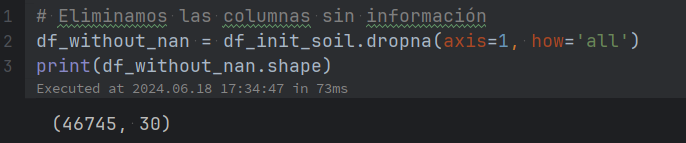 1 # Eliminamos las columnas sin información
2 df_without_nan = df_init_soil.dropna(axis=1, how='all')
3 print(df_without_nan.shape)
Executed at 2024.06.18 17:34:47 in 73ms
(46745, 30)